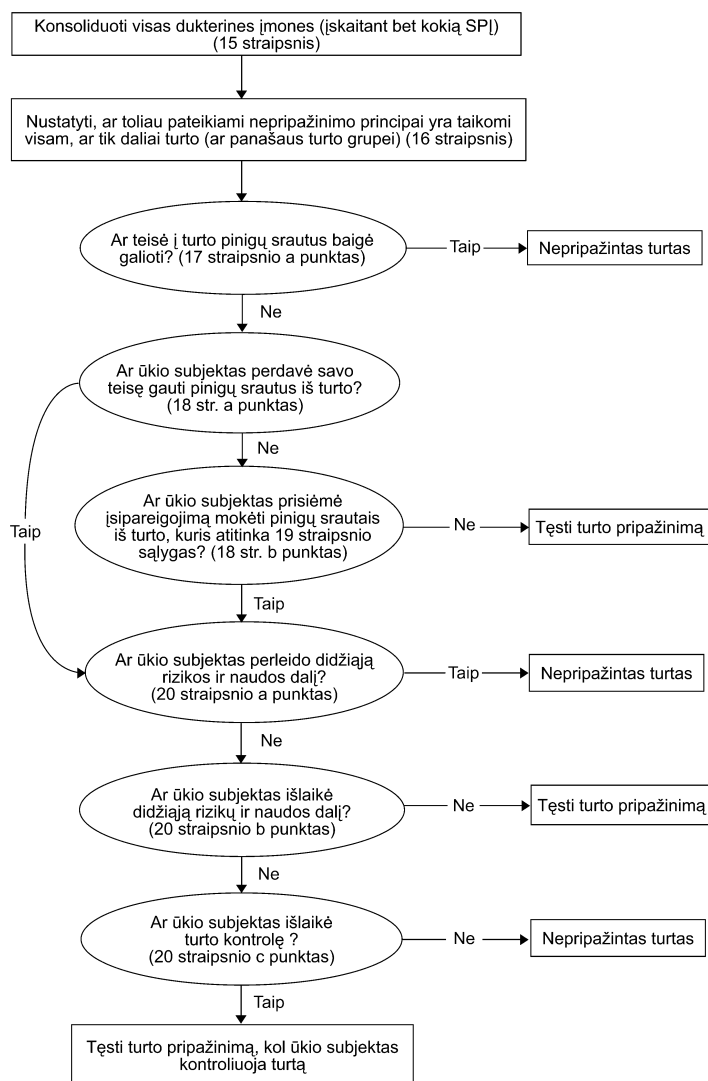 Konsoliduoti visas dukterines įmones (įskaitant bet kokią SPĮ)
(15 straipsnis)
Nustatyti, ar toliau pateikiami nepripažinimo principai yra taikomi
visam, ar tik daliai turto (ar panašaus turto grupei) (16 straipsnis)
Ar teisė į turto pinigų srautus baigė
galioti? (17 straipsnio a punktas)
Taip
Nepripažintas turtas
Ne
Ar ūkio subjektas perdavė savo
teisę gauti pinigų srautus iš turto?
(18 str. a punktas)
Ne
Taip
Ar ūkio subjektas prisiėmė
įsipareigojimą mokėti pinigų srautais
iš turto, kuris atitinka 19 straipsnio
sąlygas? (18 str. b punktas)
Ne
Tęsti turto pripažinimą
Taip
Ar ūkio subjektas perleido didžiąją
rizikos ir naudos dalį?
(20 straipsnio a punktas)
Taip
Nepripažintas turtas
Ne
Ar ūkio subjektas išlaikė
didžiąją rizikų ir naudos dalį?
(20 straipsnio b punktas)
Ne
Tęsti turto pripažinimą
Ne
Ar ūkio subjektas išlaikė
turto kontrolę ?
(20 straipsnio c punktas)
Ne
Nepripažintas turtas
Taip
Tęsti turto pripažinimą, kol ūkio subjektas
kontroliuoja turtą